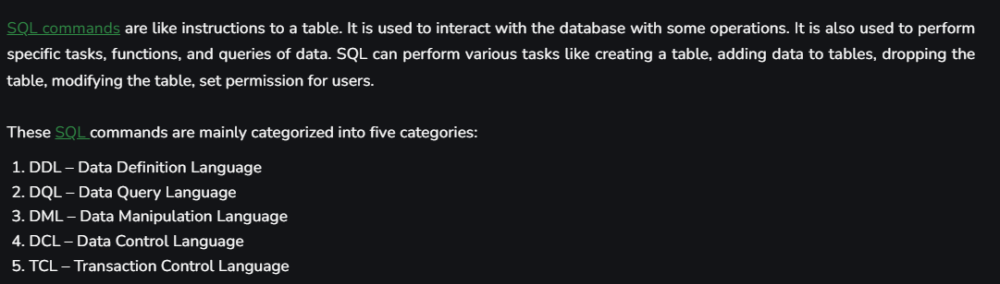 SQL commands are like instructions to a table. It is used to interact with the database with some operations. It is also used to perform
specific tasks, functions, and queries of data. SQL can perform various tasks like creating a table, adding data to tables, dropping the
table, modifying the table, set permission for users.
These SQL commands are mainly categorized into five categories:
1. DDL – Data Definition Language
2. DQL – Data Query Language
3. DML – Data Manipulation Language
4. DCL – Data Control Language
5. TCL – Transaction Control Language